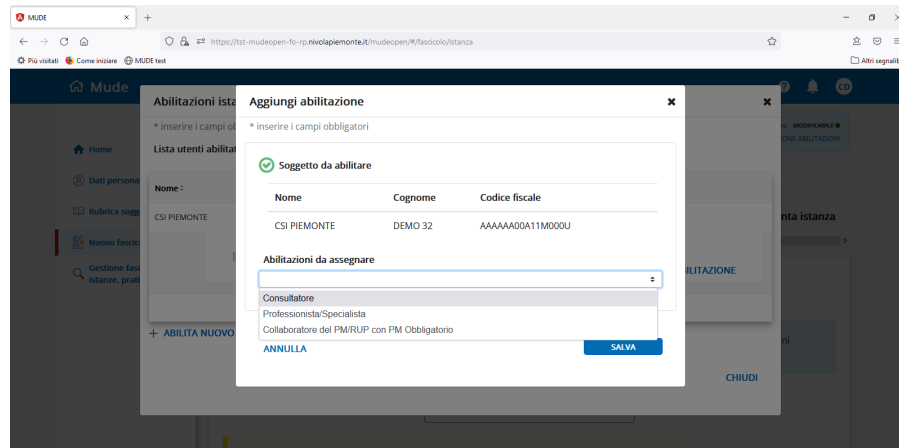 MUDE
https://tst-mudeopen-fo-rp.nivolapiemonte.it/mudeopen/#/fascicolo/istanza
Più visitati Come iniziare MUDE test Altri segnalib
Mude CD
Abilitazioni ista
* inserire i campi ob
Lista utenti abilitat
Aggiungi abilitazione
* inserire i campi obbligatori
MODIFICABILE
ONE ABILITAZIONI
Home
Dati persona
Rubrica sogg
Nuovo fascic
Gestione fasc
istanze, prati
Nome
CSI PIEMONTE
Soggetto da abilitare
Nome Cognome Codice fiscale
CSI PIEMONTE DEMO 32 AAAAAA00A11M000U
nta istanza
Abilitazioni da assegnare
ILITAZIONE
Consultatore
Professionista/Specialista
Collaboratore del PM/RUP con PM Obbligatorio
+ ABILITA NUOVO
ni
ANNULLA SALVA
CHIUDI